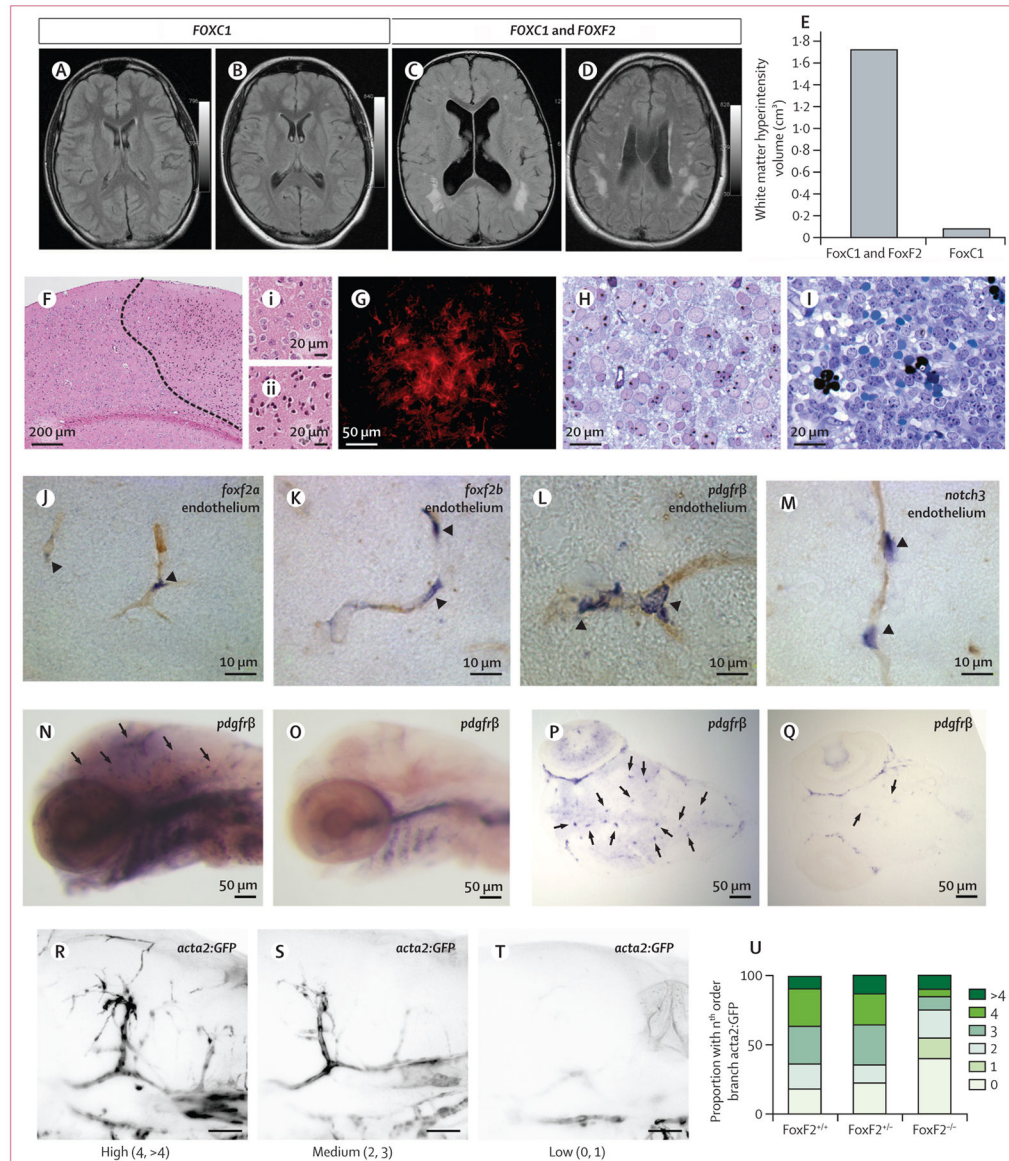 FOXC1
FOXC1 and FOXF2
A
B
C
D
E
796
840
12
5
828
White matter hyperintensity
volume (cm³)
1·8
1·6
1·4
1·2
1·0
0·8
0·6
0·4
0·2
0
FoxC1 and FoxF2
FoxC1
F
200 µm
i
20 µm
ii
20 µm
G
50 µm
H
20 µm
I
20 µm
J
foxf2a
endothelium
10 µm
K
foxf2b
endothelium
10 µm
L
pdgfrβ
endothelium
10 µm
M
notch3
endothelium
10 µm
N
pdgfrβ
50 µm
O
pdgfrβ
50 µm
P
pdgfrβ
50 µm
Q
pdgfrβ
50 µm
R
acta2:GFP
High (4, >4)
S
acta2:GFP
Medium (2, 3)
T
acta2:GFP
Low (0, 1)
U
Proportion with nth order
branch acta2:GFP
100
50
0
FoxF2+/+
FoxF2+/-
FoxF2-/-
>4
4
3
2
1
0